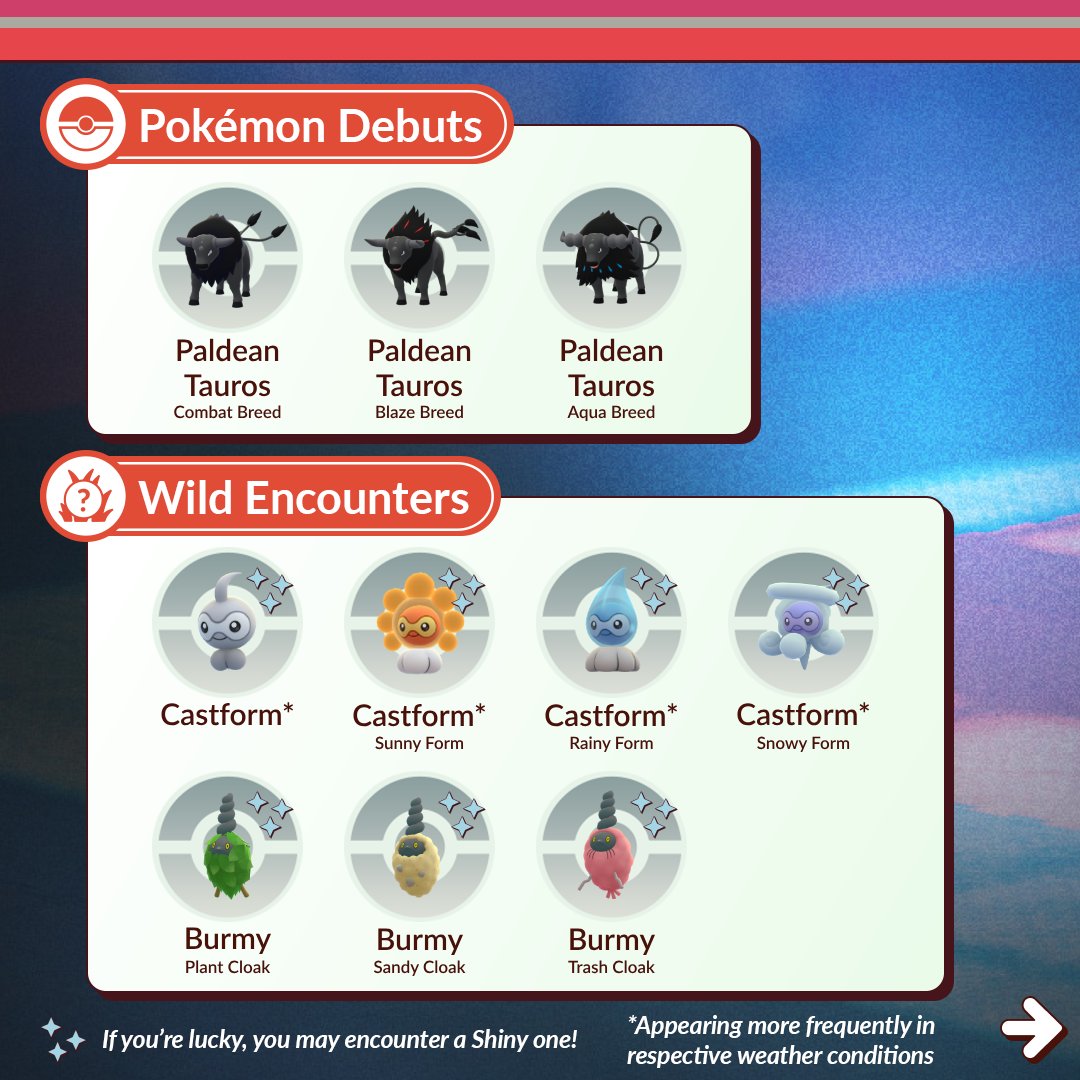 Pokémon Debuts
Paldean
Tauros
Combat Breed
Paldean
Tauros
Blaze Breed
Paldean
Tauros
Aqua Breed
?
Wild Encounters
Castform*
Castform*
Sunny Form
Castform*
Rainy Form
Castform*
Snowy Form
Burmy
Plant Cloak
Burmy
Sandy Cloak
Burmy
Trash Cloak
If you're lucky, you may encounter a Shiny one!
*Appearing more frequently in
respective weather conditions